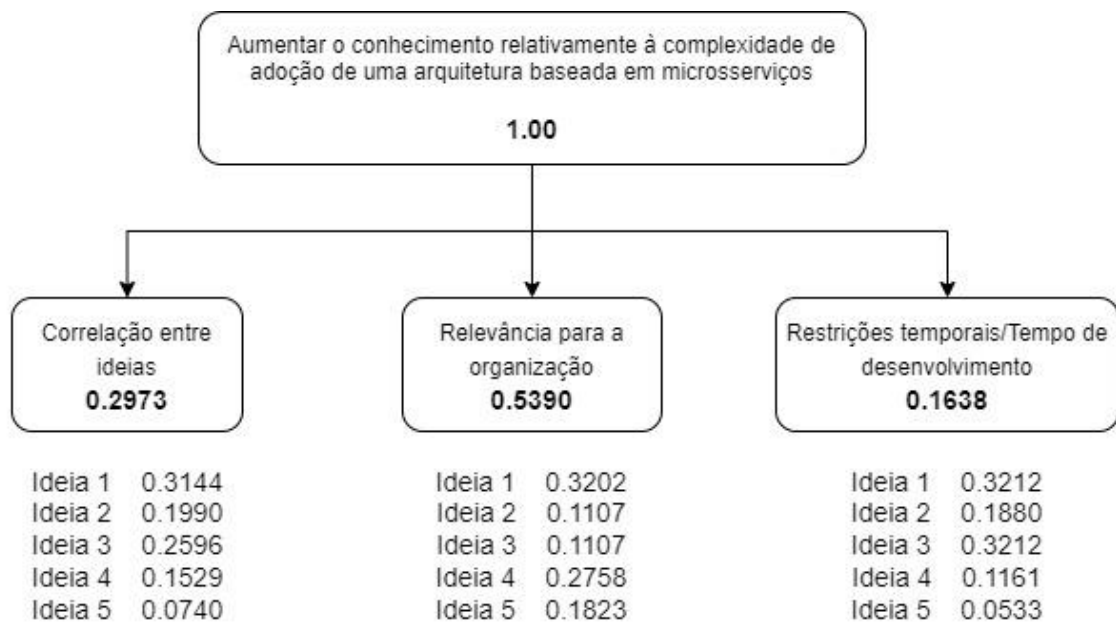 Aumentar o conhecimento relativamente à complexidade de
adoção de uma arquitetura baseada em microsserviços
1.00
Correlação entre
ideias
0.2973
Relevância para a
organização
0.5390
Restrições temporais/Tempo de
desenvolvimento
0.1638
Ideia 1 0.3144
Ideia 2 0.1990
Ideia 3 0.2596
Ideia 4 0.1529
Ideia 5 0.0740
Ideia 1 0.3202
Ideia 2 0.1107
Ideia 3 0.1107
Ideia 4 0.2758
Ideia 5 0.1823
Ideia 1 0.3212
Ideia 2 0.1880
Ideia 3 0.3212
Ideia 4 0.1161
Ideia 5 0.0533